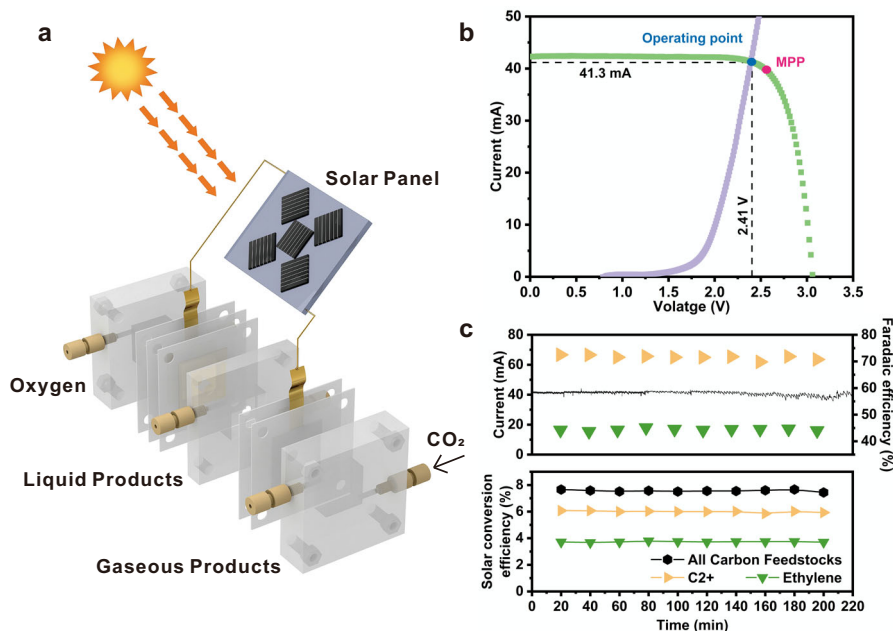 a
Solar Panel
Oxygen
CO₂
Liquid Products
Gaseous Products
b
50
40
30
20
10
0
Current (mA)
Operating point
MPP
41.3 mA
2.41 V
0.0 0.5 1.0 1.5 2.0 2.5 3.0 3.5
Volatge (V)
c
80
60
40
20
0
Current (mA)
80
70
60
50
40
Faradaic Efficiency (%)
8
6
4
2
0
Solar conversion
efficiency (%)
All Carbon Feedstocks
C2+ Ethylene
0 20 40 60 80 100 120 140 160 180 200 220
Time (min)